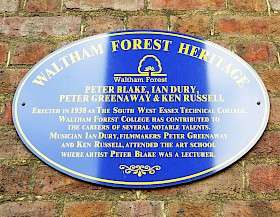 WALTHAM FOREST HERITAGE
Waltham Forest
PETER BLAKE, IAN DURY,
PETER GREENAWAY & KEN RUSSELL
ERECTED IN 1938 AS THE SOUTH WEST ESSEX TECHNICAL COLLEGE,
WALTHAM FOREST COLLEGE HAS CONTRIBUTED TO
THE CAREERS OF SEVERAL NOTABLE TALENTS.
MUSICIAN IAN DURY, FILMMAKERS PETER GREENAWAY
AND KEN RUSSELL, ATTENDED THE ART SCHOOL
WHERE ARTIST PETER BLAKE WAS A LECTURER.